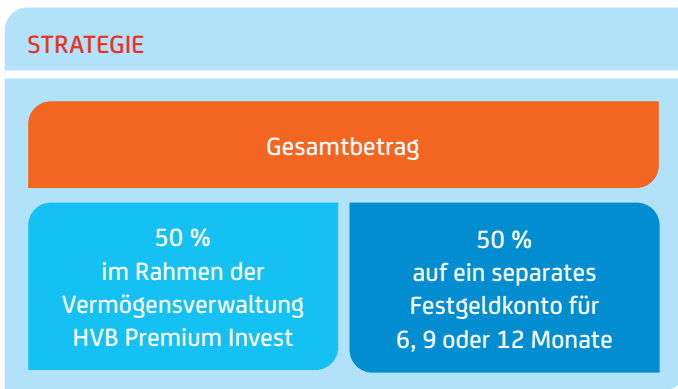 STRATEGIE
Gesamtbetrag
50 %
im Rahmen der
Vermögensverwaltung
HVB Premium Invest
50 %
auf ein separates
Festgeldkonto für
6, 9 oder 12 Monate